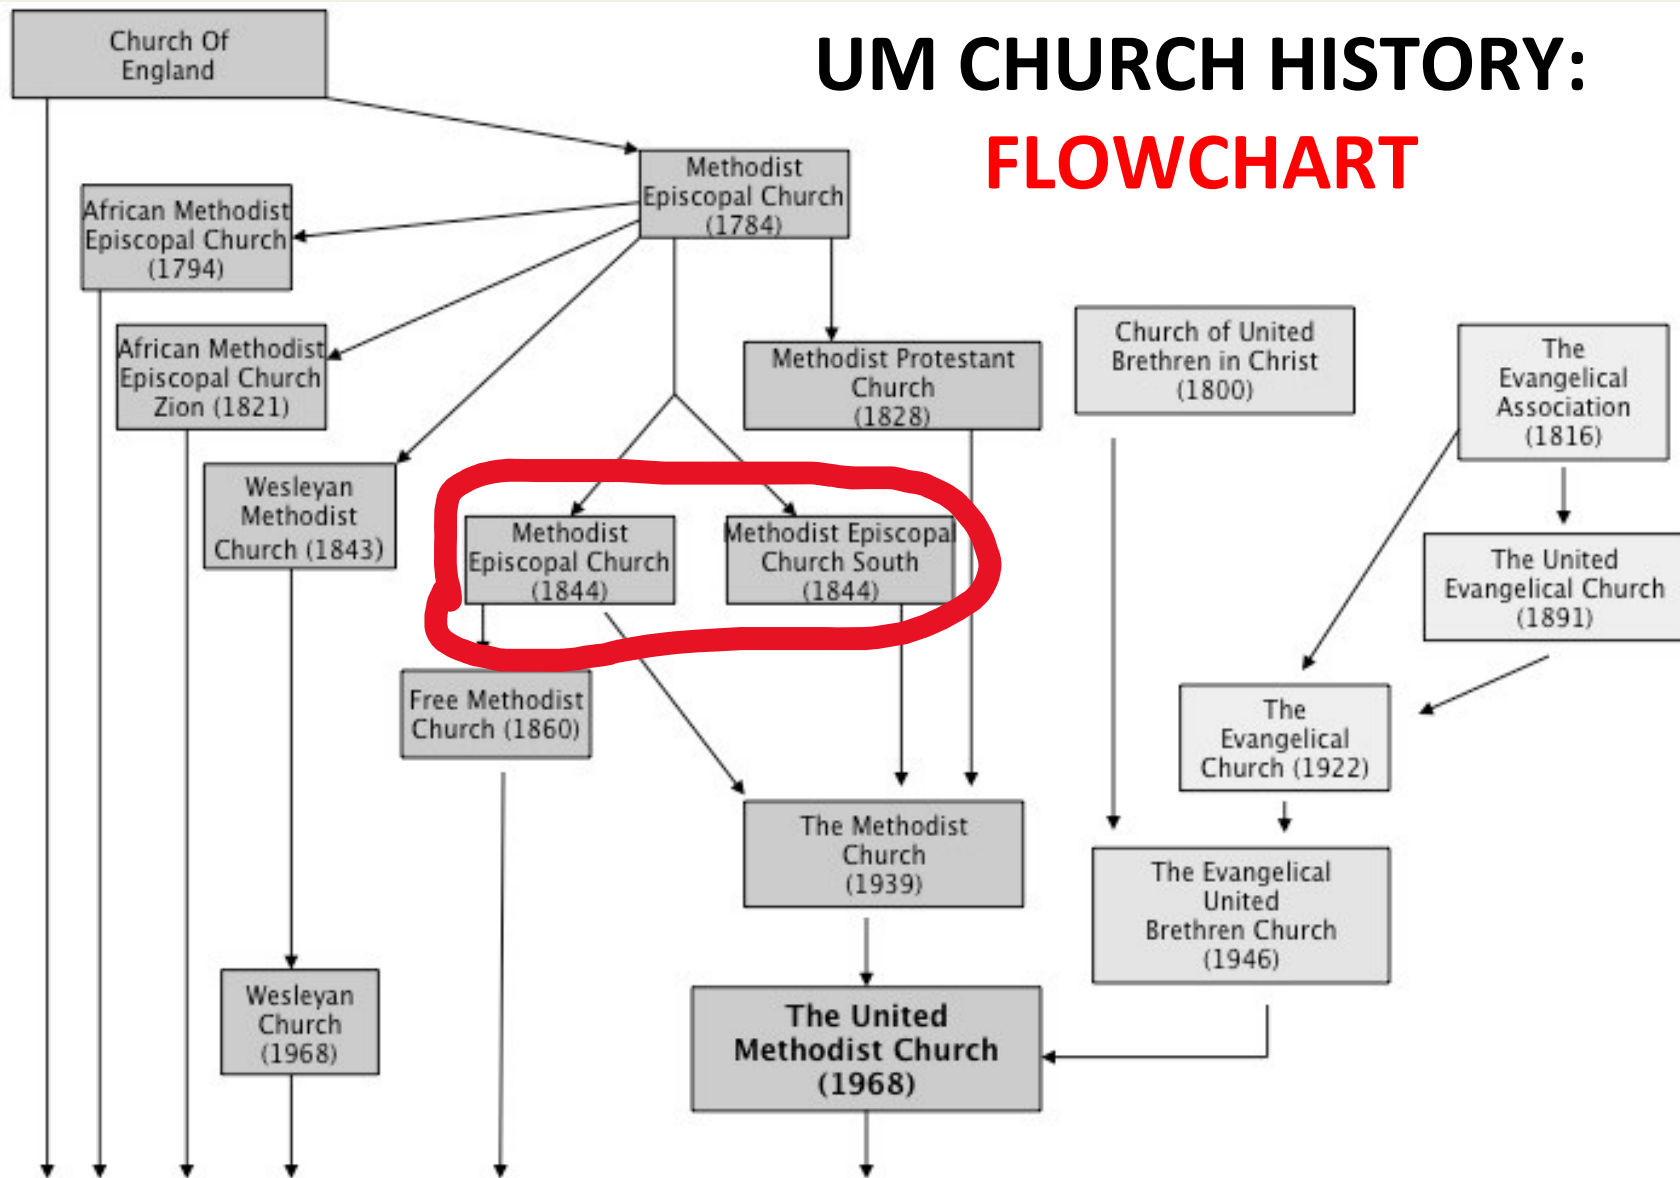 UM CHURCH HISTORY:
FLOWCHART
Church Of
England
Methodist
Episcopal Church
(1784)
African Methodist
Episcopal Church
(1794)
African Methodist
Episcopal Church
Zion (1821)
Methodist Protestant
Church
(1828)
Church of United
Brethren in Christ
(1800)
The
Evangelical
Association
(1816)
Wesleyan
Methodist
Church (1843)
Methodist
Episcopal Church
(1844)
Methodist Episcopal
Church South
(1844)
The United
Evangelical Church
(1891)
Free Methodist
Church (1860)
The
Evangelical
Church (1922)
The Methodist
Church
(1939)
The Evangelical
United
Brethren Church
(1946)
Wesleyan
Church
(1968)
The United
Methodist Church
(1968)